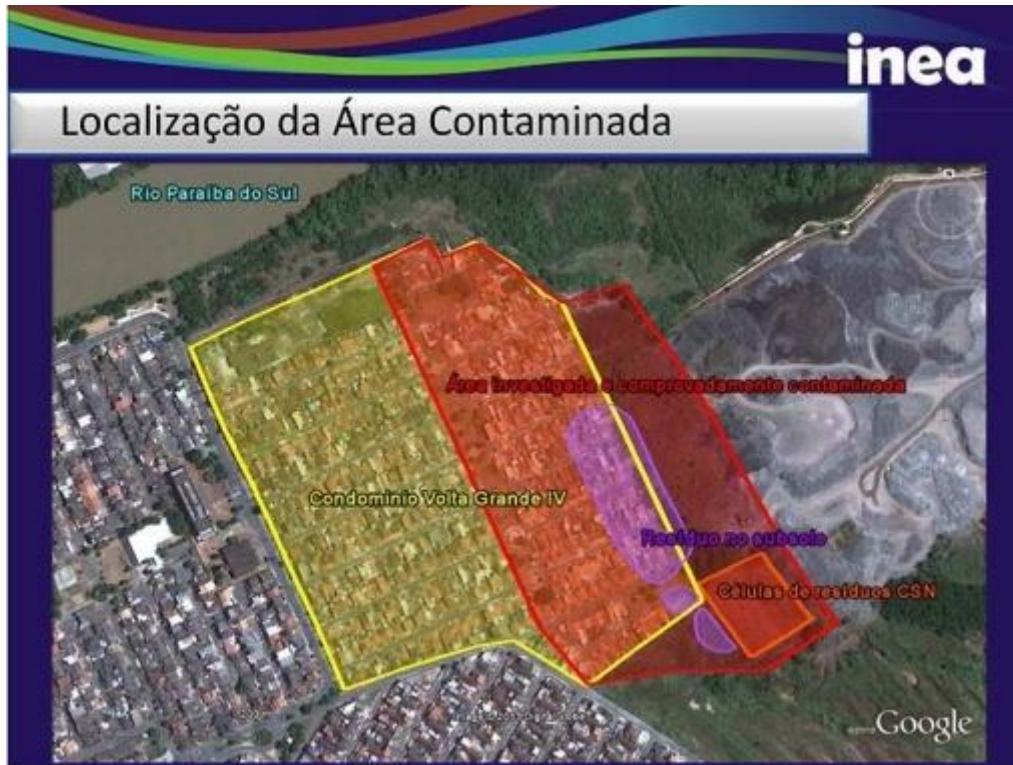 inea
Localização da Área Contaminada
Rio Paraíba do Sul
Área investigada e comprovadamente contaminada
Condomínio Volta Grande IV
Resíduo no subsolo
Células de resíduos CSN
Google